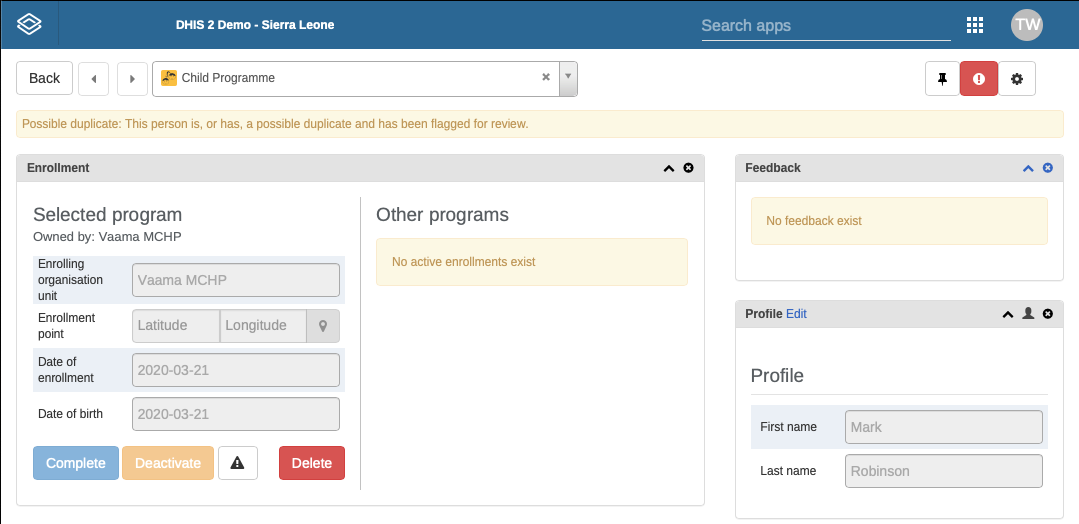 DHIS 2 Demo - Sierra Leone
Search apps
TW
Back
Child Programme
Possible duplicate: This person is, or has, a possible duplicate and has been flagged for review.
Enrollment
Selected program
Owned by: Vaama MCHP
Enrolling
organisation
unit
Vaama MCHP
Enrollment
point
Latitude
Longitude
Date of
enrollment
2020-03-21
Date of birth
2020-03-21
Complete
Deactivate
Delete
Other programs
No active enrollments exist
Feedback
No feedback exist
Profile Edit
Profile
First name
Mark
Last name
Robinson